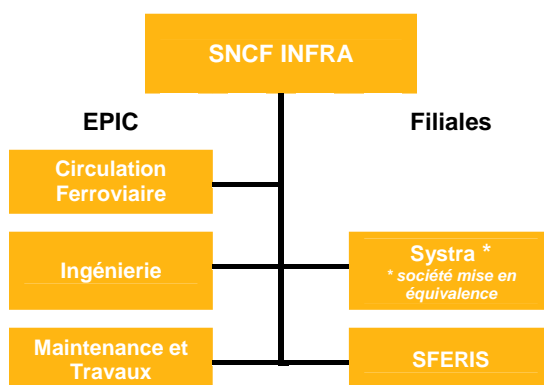 SNCF INFRA
EPIC
Filiales
Circulation
Ferroviaire
Ingénierie
Systra *
* société mise en
équivalence
Maintenance et
Travaux
SFERIS